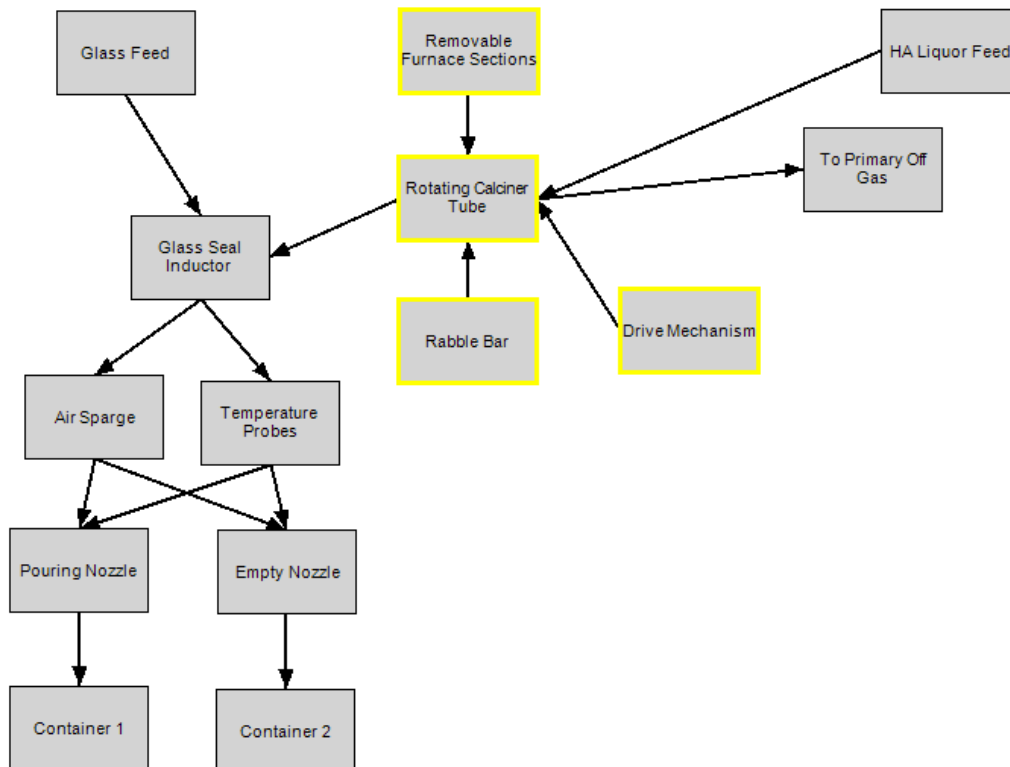 Glass Feed
Removable
Furnace Sections
HA Liquor Feed
To Primary Off
Gas
Rotating Calciner
Tube
Glass Seal
Inductor
Rabble Bar
Drive Mechanism
Air Sparge
Temperature
Probes
Pouring Nozzle
Empty Nozzle
Container 1
Container 2